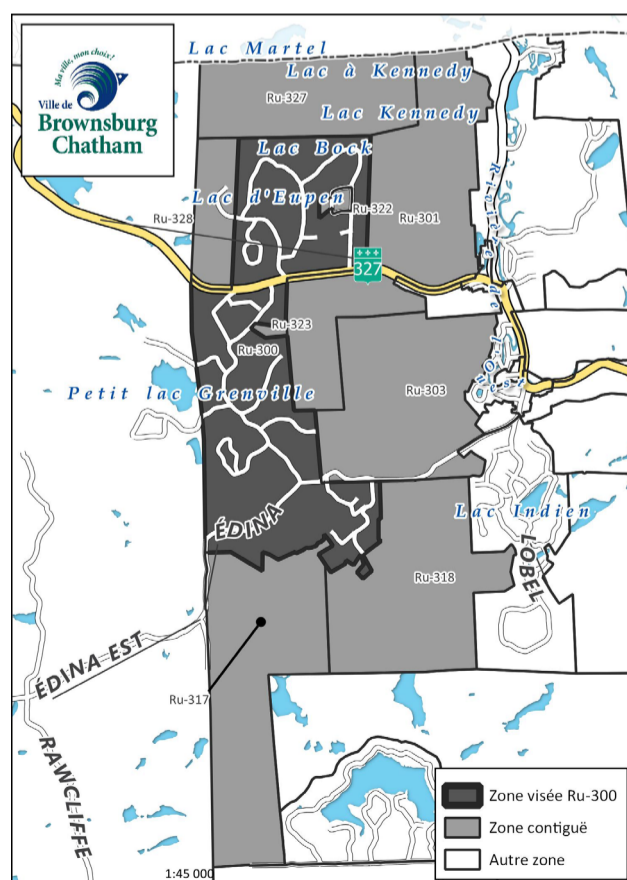 Ma ville, mon choix !
Ville de
Brownsburg
Chatham
Lac Martel
Lac à Kennedy
Ru-327
Lac Kennedy
Lac Bock
Lac d'Eupen
Ru-322
Ru-328
Ru-301
327
Rivière de l'Ouest
Ru-323
Ru-300
Petit lac Grenville
Ru-303
ÉDINA
Lac Indien
LOBEL
Ru-318
ÉDINA EST
Ru-317
RAWCLIFFE
Zone visée Ru-300
Zone contiguë
Autre zone
1:45 000